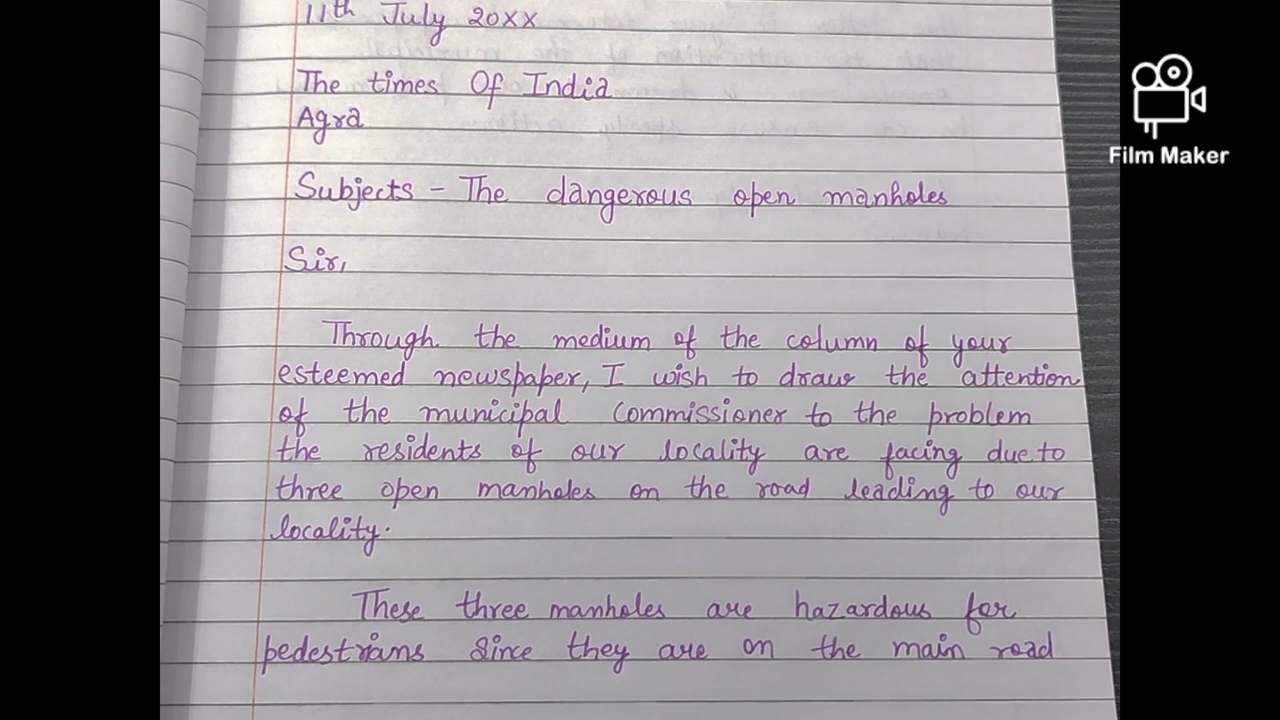 11th July 20XX
The times Of India
Agra
Subjects - The dangerous open manholes
Sir,
Through the medium of the column of your
esteemed newspaper, I wish to draw the attention
of the municipal Commissioner to the problem
the residents of our locality are facing due to
three open manholes on the road leading to our
locality.
These three manholes are hazardous for
pedestrians Since they are on the main road
Film Maker